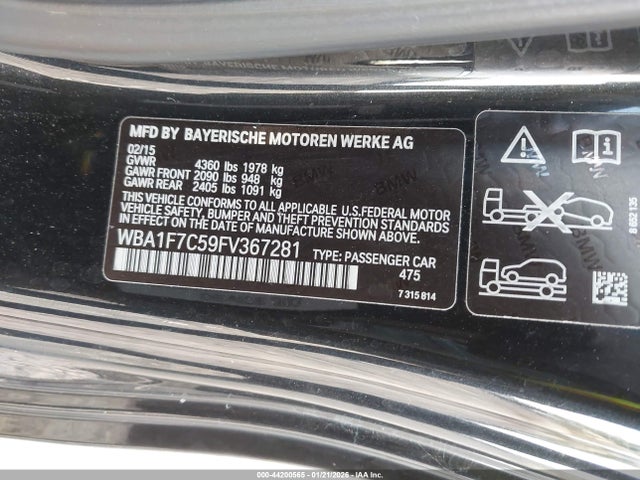 MFD BY BAYERISCHE MOTOREN WERKE AG
02/15
GVWR 4360 lbs 1978 kg
GAWR FRONT 2090 lbs 948 kg
GAWR REAR 2405 lbs 1091 kg
THIS VEHICLE CONFORMS TO ALL APPLICABLE U.S.FEDERAL MOTOR
VEHICLE SAFETY, BUMPER AND THEFT PREVENTION STANDARDS
IN EFFECT ON THE DATE OF MANUFACTURE SHOWN ABOVE.
WBA1F7C59FV367281
TYPE: PASSENGER CAR
475
7 315 814
8 652 135
000-44200565 - 01/21/2026 - IAA Inc.